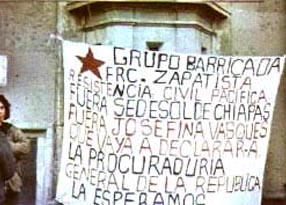 GRUPO BARRICADA
FRC. ZAPATISTA
RESISTENCIA CIVIL PACIFICA
FUERA SEDESOL DE CHIAPAS
FUERA JOSEFINA VASQUES
QUE VAYA A DECLARAR A
LA PROCURADURIA
GENERAL DE LA REPUBLICA
LA ESPERAMOS